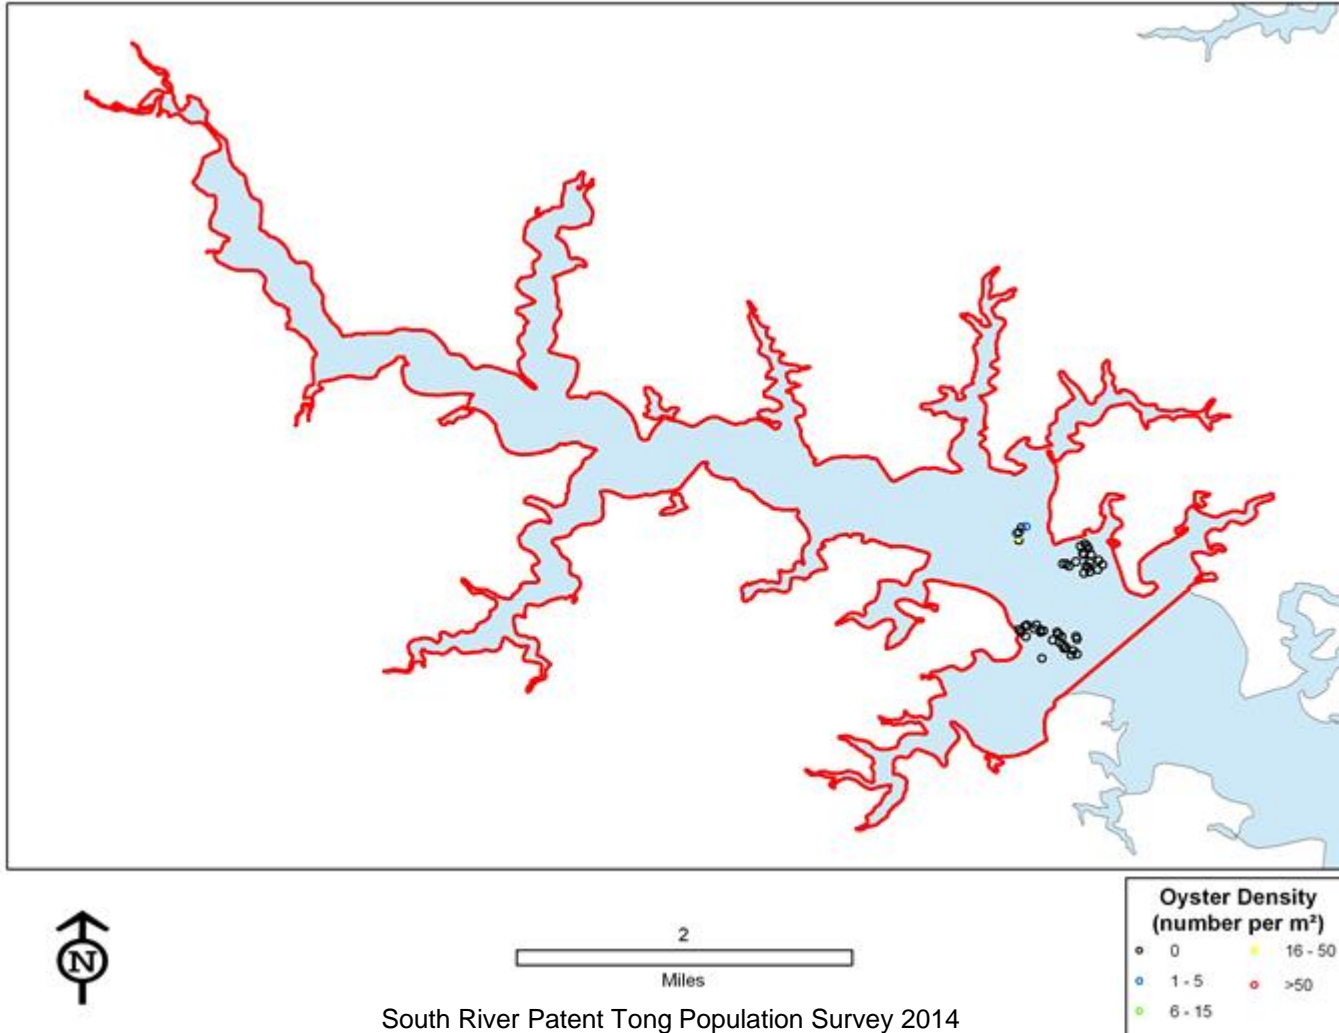 N
2
Miles
South River Patent Tong Population Survey 2014
Oyster Density
(number per m²)
0
1 - 5
6 - 15
16 - 50
>50